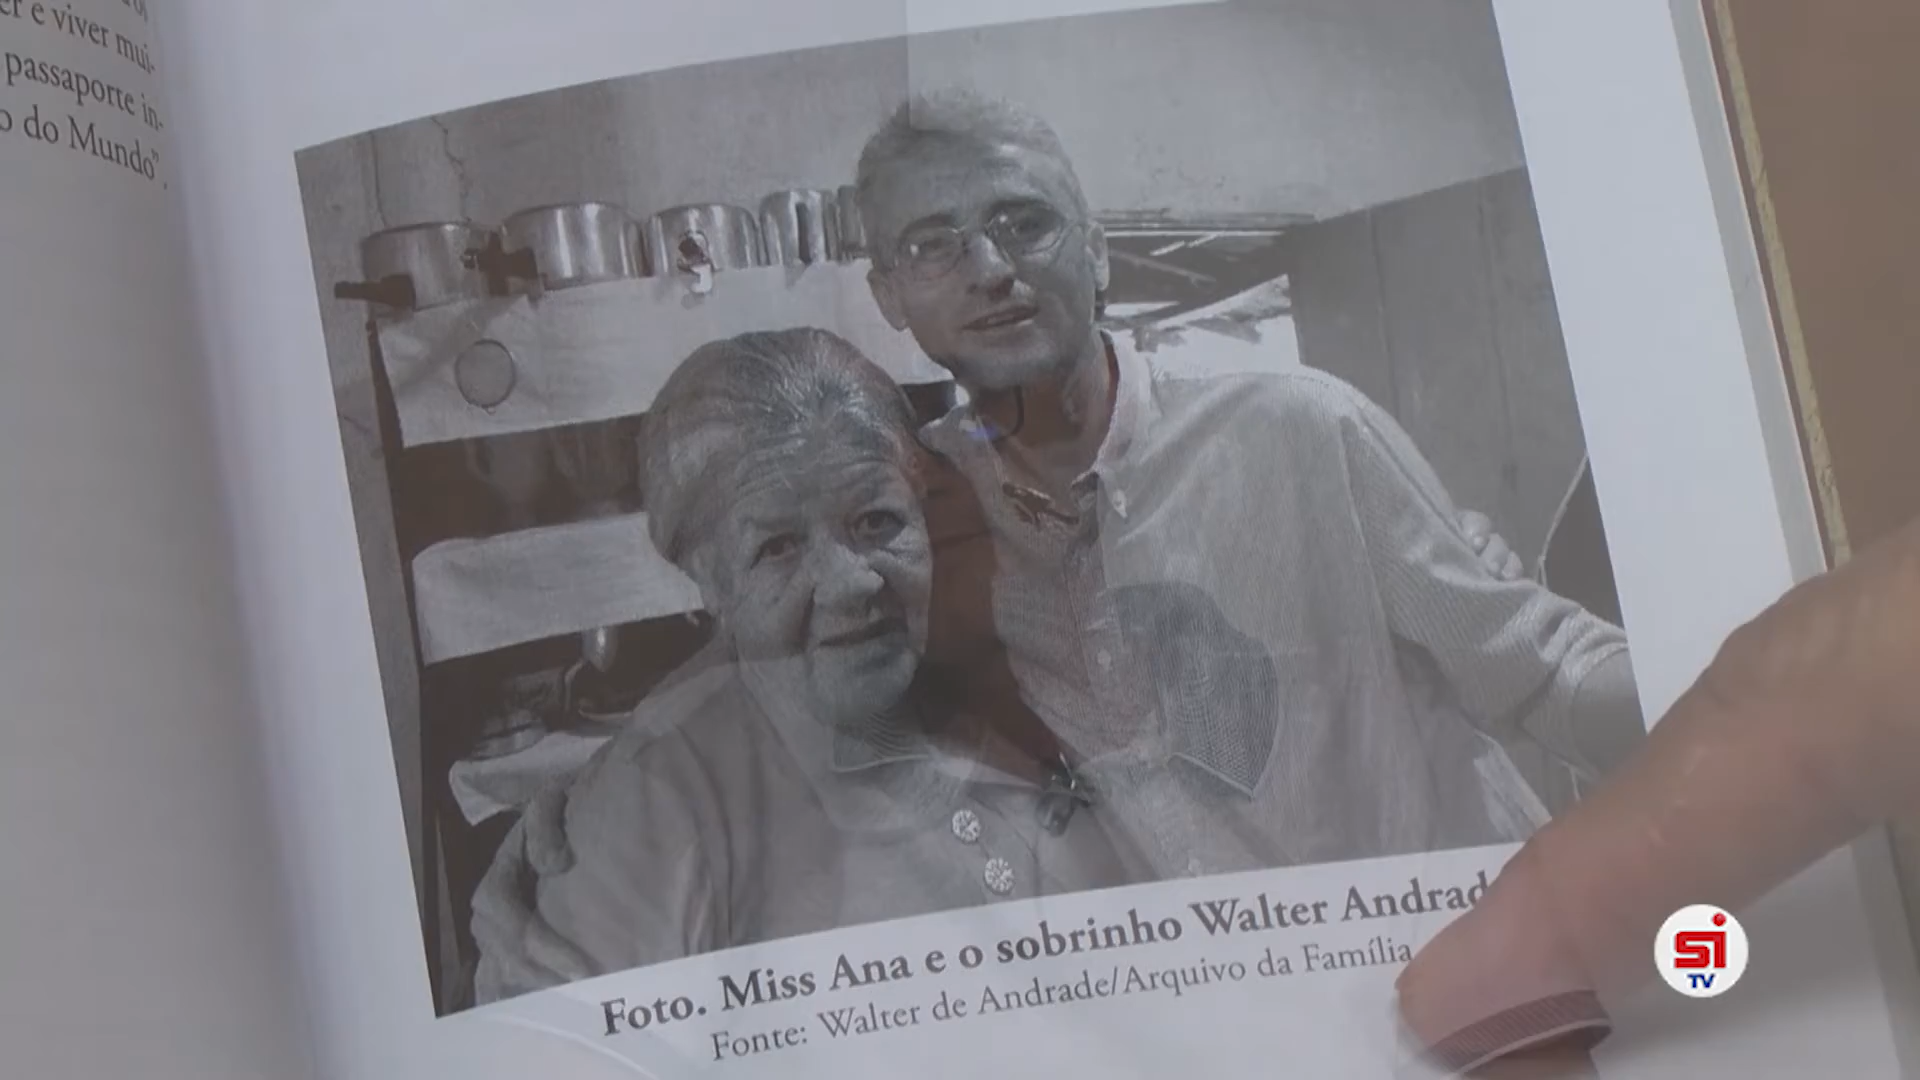 er e viver mui-
passaporte in-
o do Mundo”.
Foto. Miss Ana e o sobrinho Walter Andrad
Fonte: Walter de Andrade/Arquivo da Família
si
TV